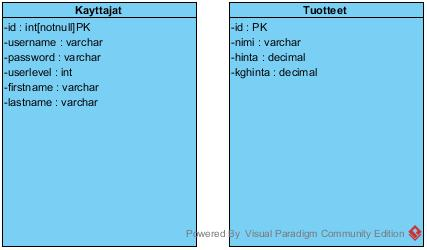 Kayttajat
-id : int[notnull]PK
-username : varchar
-password : varchar
-userlevel : int
-firstname : varchar
-lastname : varchar
Tuotteet
-id : PK
-nimi : varchar
-hinta : decimal
-kghinta : decimal
Powered By Visual Paradigm Community Edition